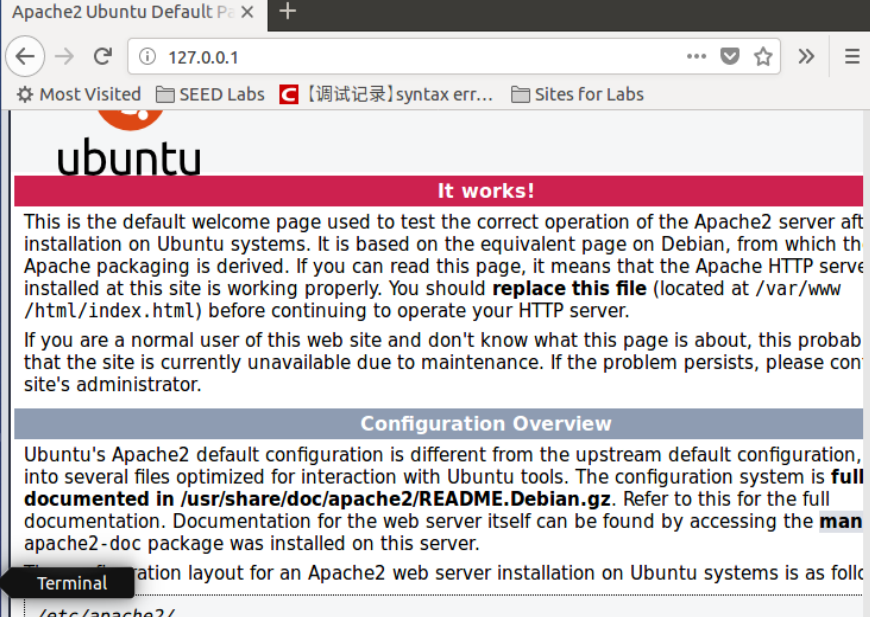 Apache2 Ubuntu Default Pa
127.0.0.1
Most Visited SEED Labs 【调试记录】syntax err… Sites for Labs
ubuntu
It works!
This is the default welcome page used to test the correct operation of the Apache2 server aft
installation on Ubuntu systems. It is based on the equivalent page on Debian, from which th
Apache packaging is derived. If you can read this page, it means that the Apache HTTP serve
installed at this site is working properly. You should replace this file (located at /var/www
/html/index.html) before continuing to operate your HTTP server.
If you are a normal user of this web site and don't know what this page is about, this probab
that the site is currently unavailable due to maintenance. If the problem persists, please con
site's administrator.
Configuration Overview
Ubuntu's Apache2 default configuration is different from the upstream default configuration,
into several files optimized for interaction with Ubuntu tools. The configuration system is full
documented in /usr/share/doc/apache2/README.Debian.gz. Refer to this for the full
documentation. Documentation for the web server itself can be found by accessing the man
apache2-doc package was installed on this server.
layout for an Apache2 web server installation on Ubuntu systems is as follo
Terminal
/etc/apache2/